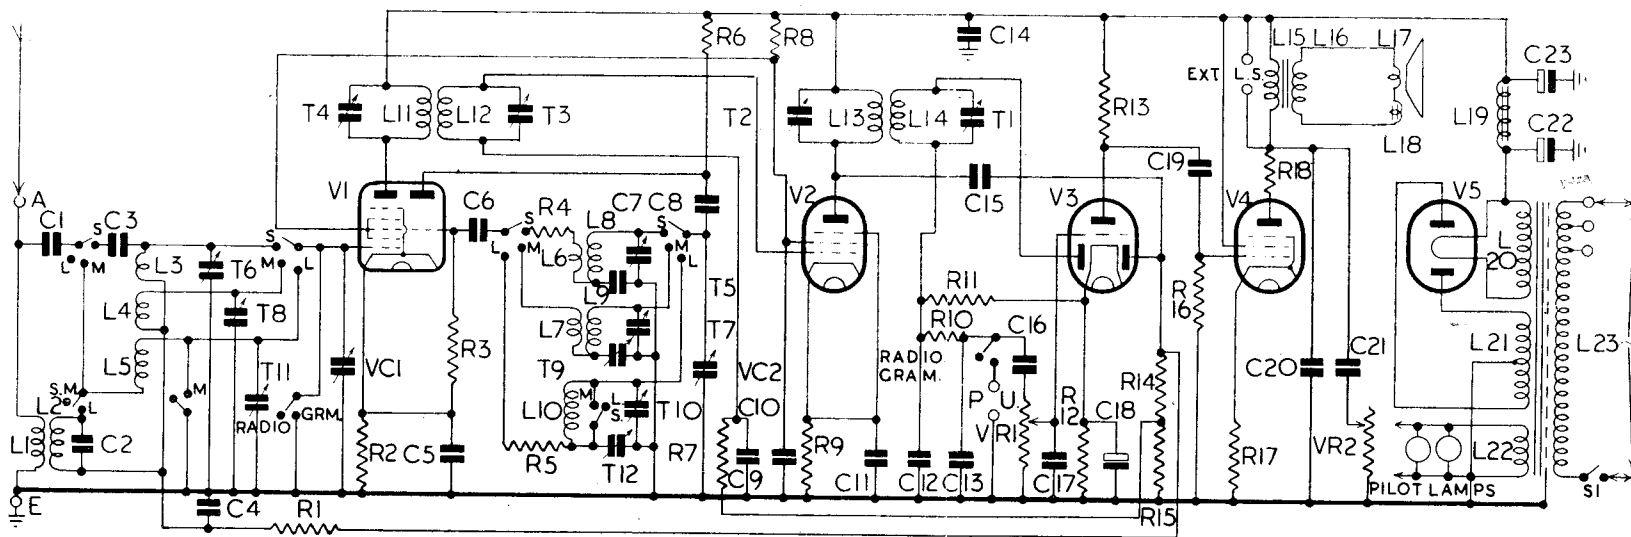 R6
R8
C14
L15
L16
L17
C23
EXT L.S.
T4
L11
L12
T3
T2
L13
L14
T1
R13
L19
C22
L18
C19
R18
A
V1
C6
C7
C8
V2
C15
V3
V4
V5
C1
S
C3
S
S
R4
L8
S
L
M
L
M
M
L
L6
M
L
L3
T6
L
20
L4
T8
L9
T5
R11
R
16
L7
T7
R10
C16
L5
R3
T9
RADIO
GRAM.
C20
C21
L21
L23
VC1
VC2
M
T11
M
L
S
T10
P.U.
R
12
R14
S.M
L
GRM.
RADIO
L10
C10
VR1
C18
VR2
L2
L1
C2
R2
C5
R5
T12
R7
C9
R9
C11
C12
C13
C17
R17
L22
PILOT LAMPS
S1
E
C4
R1
R15